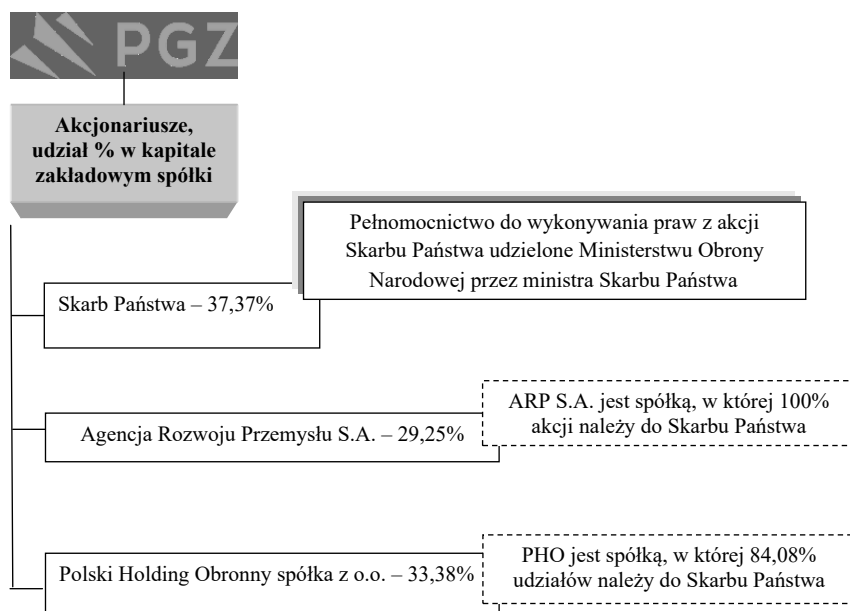 PGZ
Akcjonariusze,
udział % w kapitale
zakładowym spółki
Pełnomocnictwo do wykonywania praw z akcji
Skarbu Państwa udzielone Ministerstwu Obrony
Narodowej przez ministra Skarbu Państwa
Skarb Państwa – 37,37%
ARP S.A. jest spółką, w której 100%
akcji należy do Skarbu Państwa
Agencja Rozwoju Przemysłu S.A. – 29,25%
PHO jest spółką, w której 84,08%
udziałów należy do Skarbu Państwa
Polski Holding Obronny spółka z o.o. – 33,38%